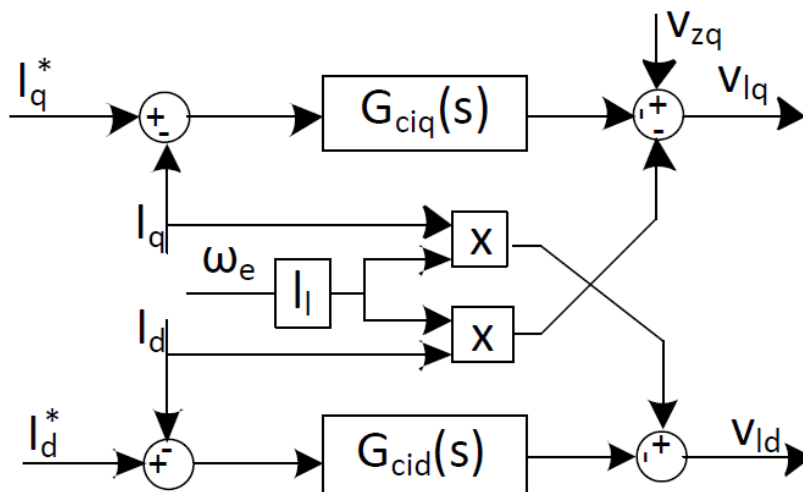 v_zq
I_q^*
+
-
G_ciq(s)
+
-
-
v_lq
I_q
x
ω_e
l_l
x
I_d
I_d^*
-
+
G_cid(s)
+
-
v_ld